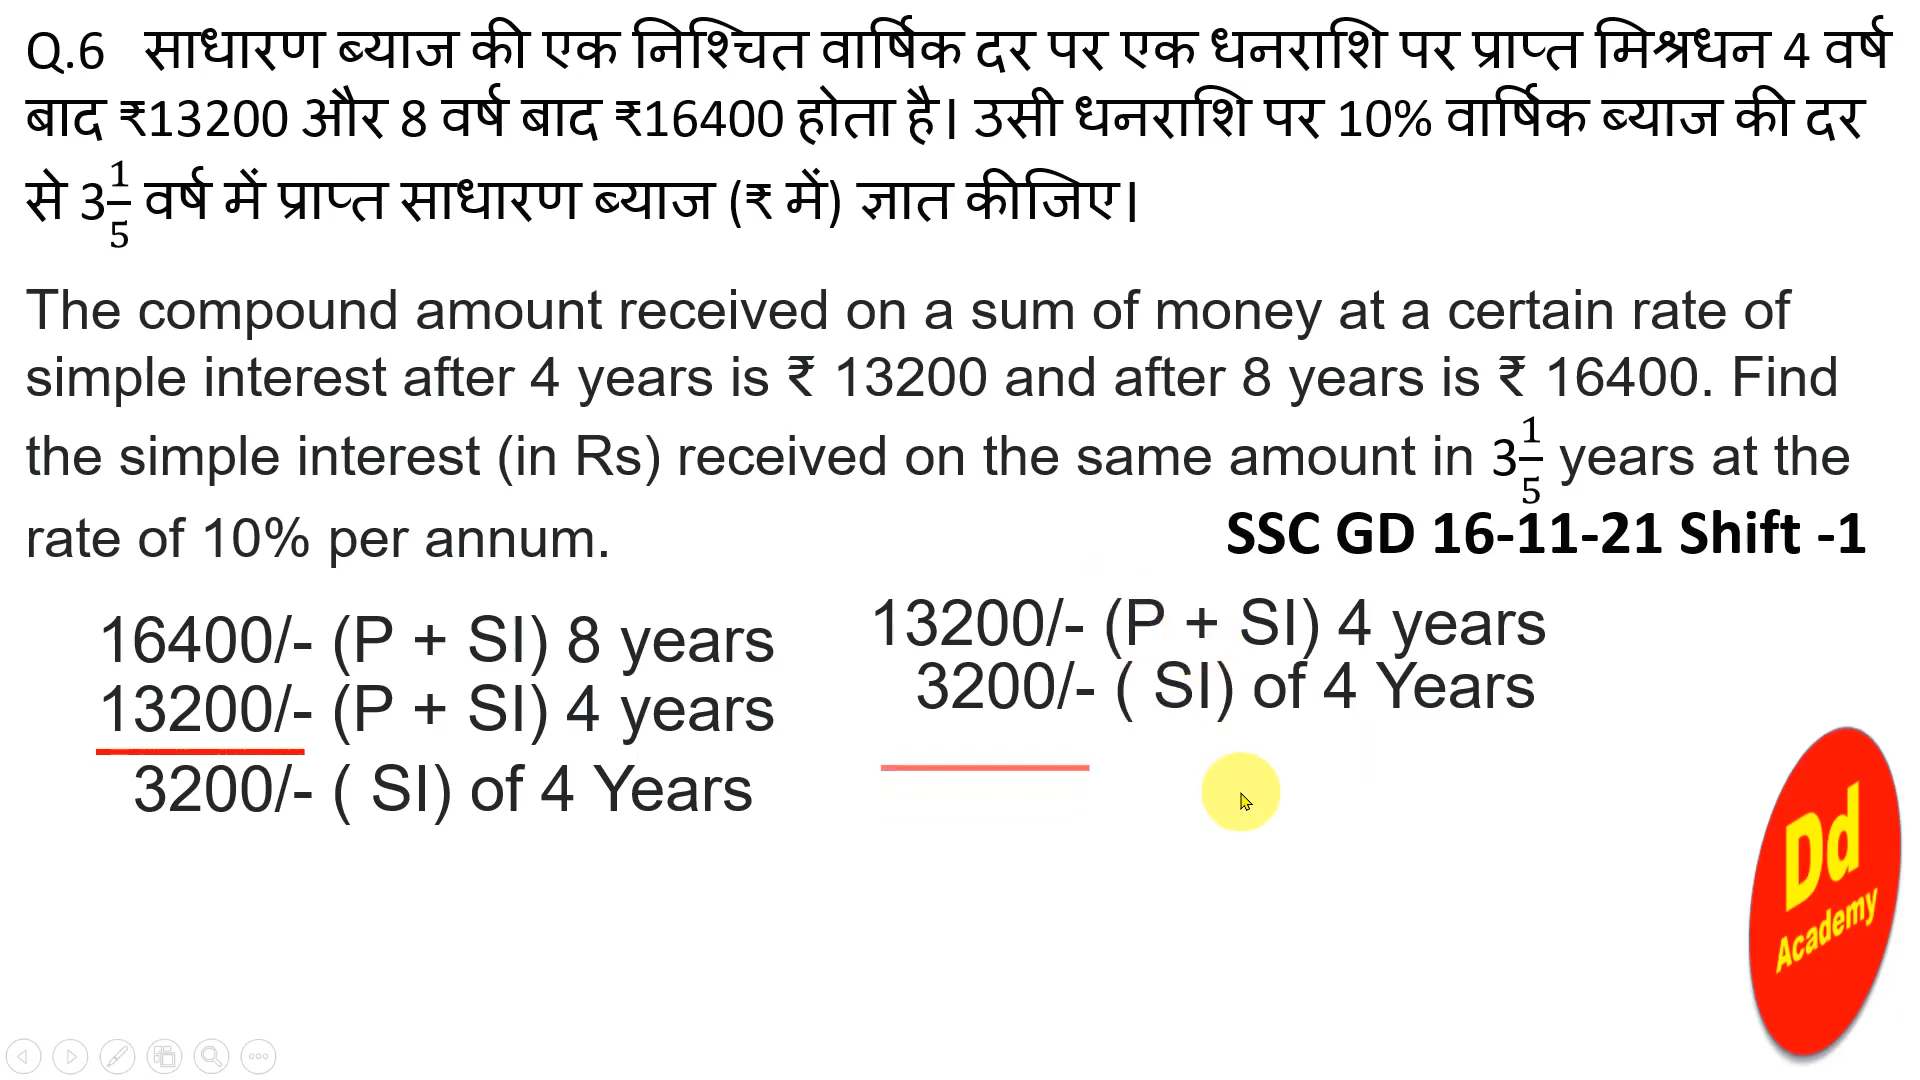 Q.6 साधारण ब्याज की एक निश्चित वार्षिक दर पर एक धनराशि पर प्राप्त मिश्रधन 4 वर्ष
बाद ₹13200 और 8 वर्ष बाद ₹16400 होता है। उसी धनराशि पर 10% वार्षिक ब्याज की दर
से 3 1/5 वर्ष में प्राप्त साधारण ब्याज (₹ में) ज्ञात कीजिए।
The compound amount received on a sum of money at a certain rate of
simple interest after 4 years is ₹ 13200 and after 8 years is ₹ 16400. Find
the simple interest (in Rs) received on the same amount in 3 1/5 years at the
rate of 10% per annum.
SSC GD 16-11-21 Shift -1
16400/- (P + SI) 8 years
13200/- (P + SI) 4 years
3200/- ( SI) of 4 Years
13200/- (P + SI) 4 years
3200/- ( SI) of 4 Years
Dd
Academy